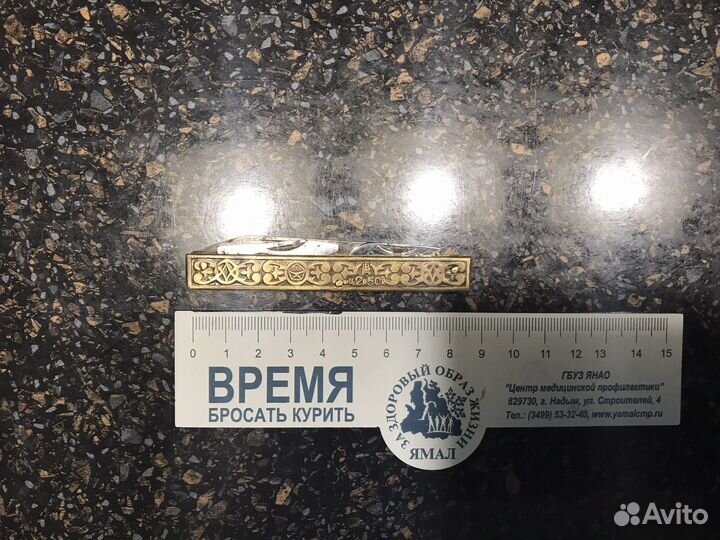 ц 2.50
0 1 2 3 4 5 6 7 8 9 10 11 12 13 14 15
ВРЕМЯ
БРОСАТЬ КУРИТЬ
ЗА ЗДОРОВЫЙ ОБРАЗ ЖИЗНИ
ЯМАЛ
ГБУЗ ЯНАО
"Центр медицинской профилактики"
629730, г. Надым, ул. Строителей, 4
Тел.: (3499) 53-32-40, www.yamalcmp.ru
Avito